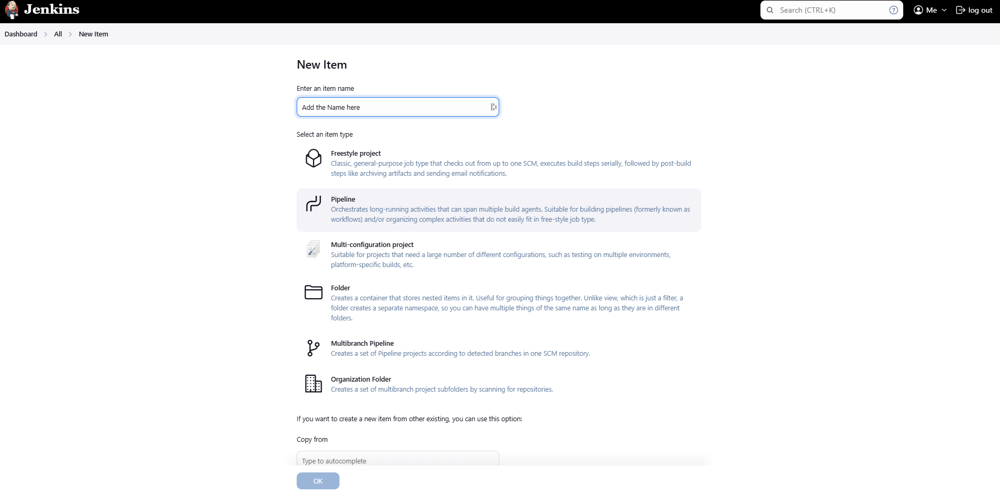 Jenkins
Search (CTRL+K)
?
Me
log out
Dashboard
All
New Item
New Item
Enter an item name
Add the Name here
Select an item type
Freestyle project
Classic, general-purpose job type that checks out from up to one SCM, executes build steps serially, followed by post-build
steps like archiving artifacts and sending email notifications.
Pipeline
Orchestrates long-running activities that can span multiple build agents. Suitable for building pipelines (formerly known as
workflows) and/or organizing complex activities that do not easily fit in free-style job type.
Multi-configuration project
Suitable for projects that need a large number of different configurations, such as testing on multiple environments,
platform-specific builds, etc.
Folder
Creates a container that stores nested items in it. Useful for grouping things together. Unlike view, which is just a filter, a
folder creates a separate namespace, so you can have multiple things of the same name as long as they are in different
folders.
Multibranch Pipeline
Creates a set of Pipeline projects according to detected branches in one SCM repository.
Organization Folder
Creates a set of multibranch project subfolders by scanning for repositories.
If you want to create a new item from other existing, you can use this option:
Copy from
Type to autocomplete
OK